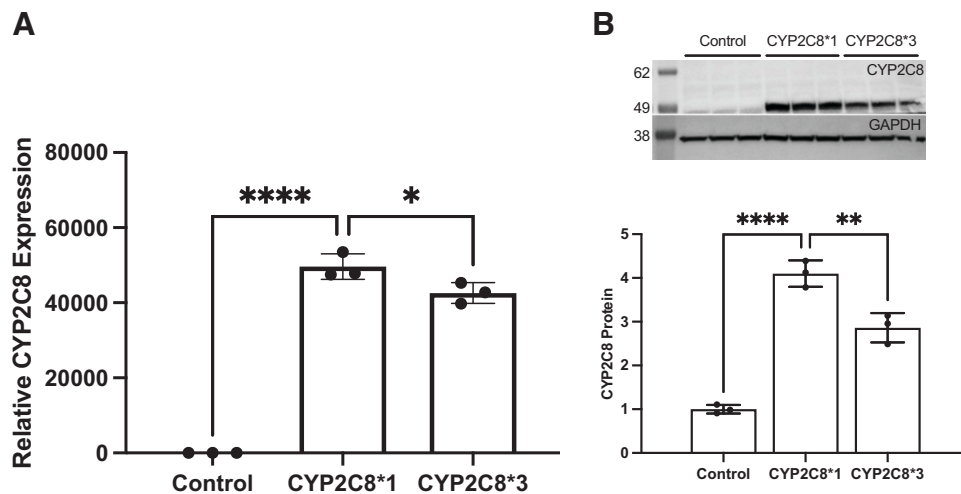 A
Relative CYP2C8 Expression
80000
60000
40000
20000
0
****
*
Control
CYP2C8*1
CYP2C8*3
B
Control
CYP2C8*1
CYP2C8*3
62
49
38
CYP2C8
GAPDH
CYP2C8 Protein
5
4
3
2
1
0
****
**
Control
CYP2C8*1
CYP2C8*3